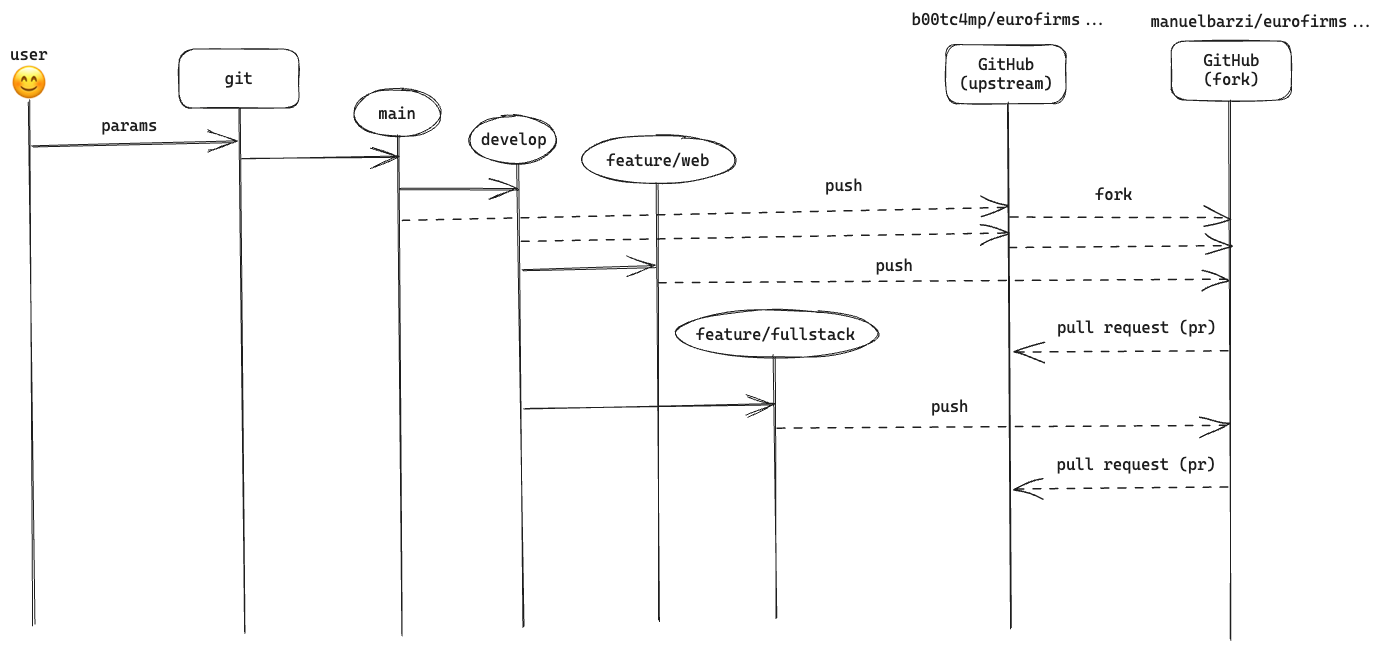 b00tc4mp/eurofirms ...
manuelbarzi/eurofirms ...
user
git
GitHub
(upstream)
GitHub
(fork)
main
params
develop
feature/web
push
fork
push
feature/fullstack
pull request (pr)
push
pull request (pr)